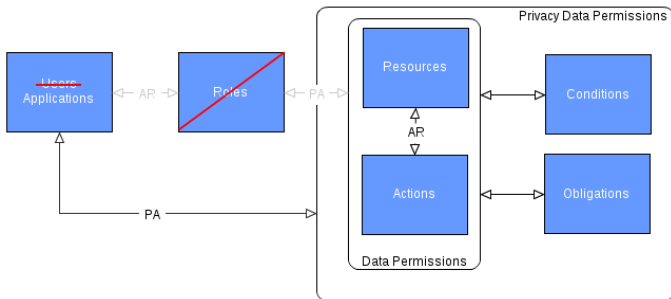 Privacy Data Permissions
Users
Applications
AR
Roles
PA
Resources
AR
Actions
Data Permissions
Conditions
Obligations
PA